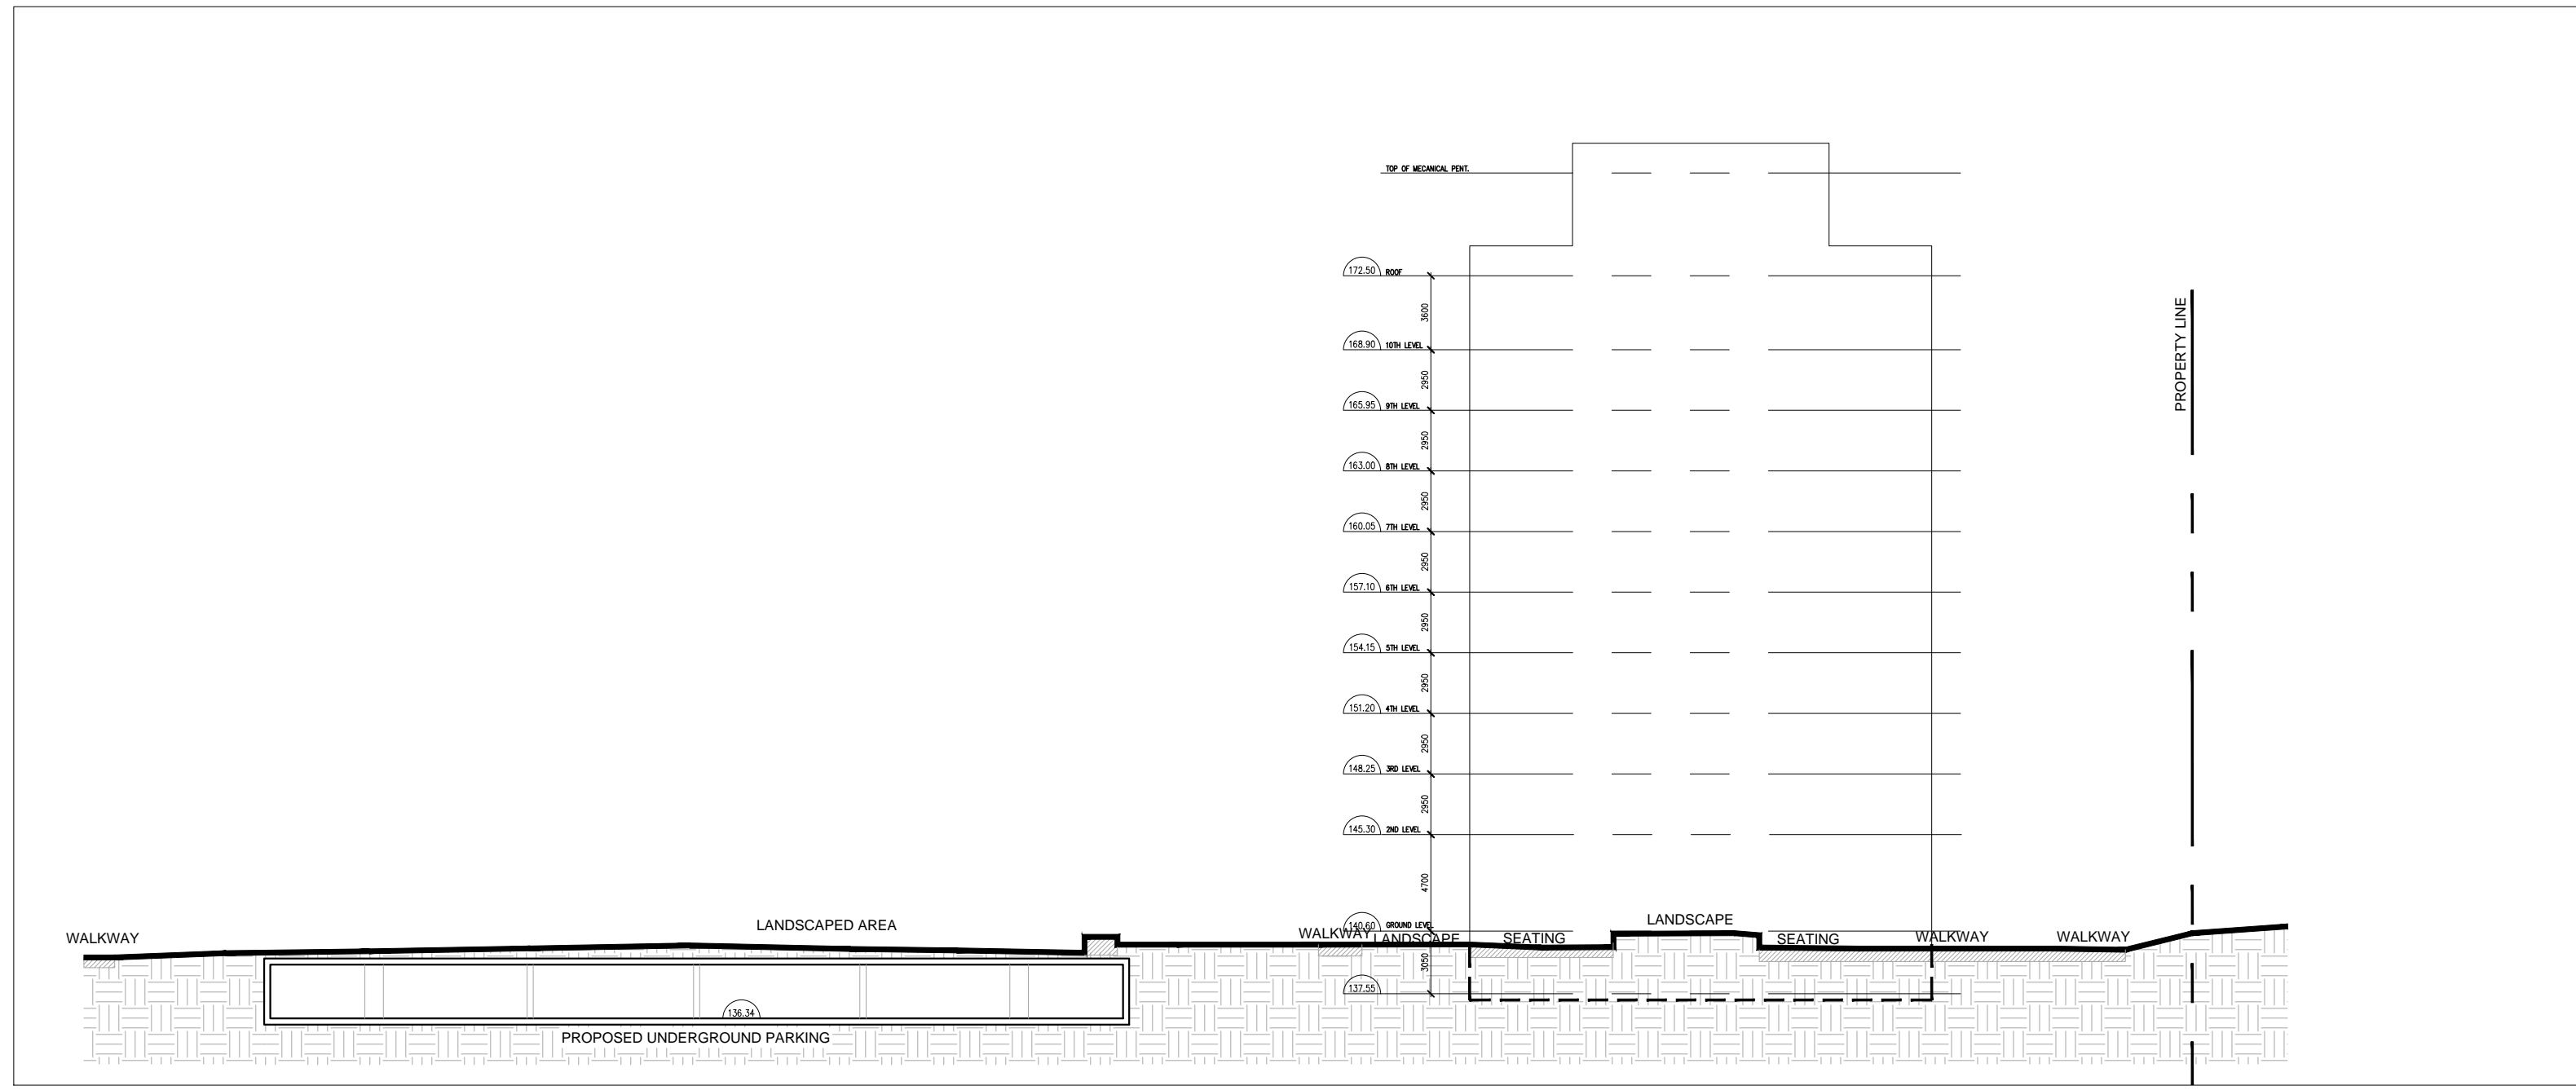 TOP OF MECANICAL PENT.
172.50 ROOF
3600
168.90 10TH LEVEL
2950
165.95 9TH LEVEL
2950
163.00 8TH LEVEL
2950
160.05 7TH LEVEL
2950
157.10 6TH LEVEL
2950
154.15 5TH LEVEL
2950
151.20 4TH LEVEL
2950
148.25 3RD LEVEL
2950
145.30 2ND LEVEL
4700
140.60 GROUND LEVEL
3050
137.55
PROPERTY LINE
WALKWAY
LANDSCAPED AREA
WALKWAY
LANDSCAPE
SEATING
LANDSCAPE
SEATING
WALKWAY
WALKWAY
136.34
PROPOSED UNDERGROUND PARKING